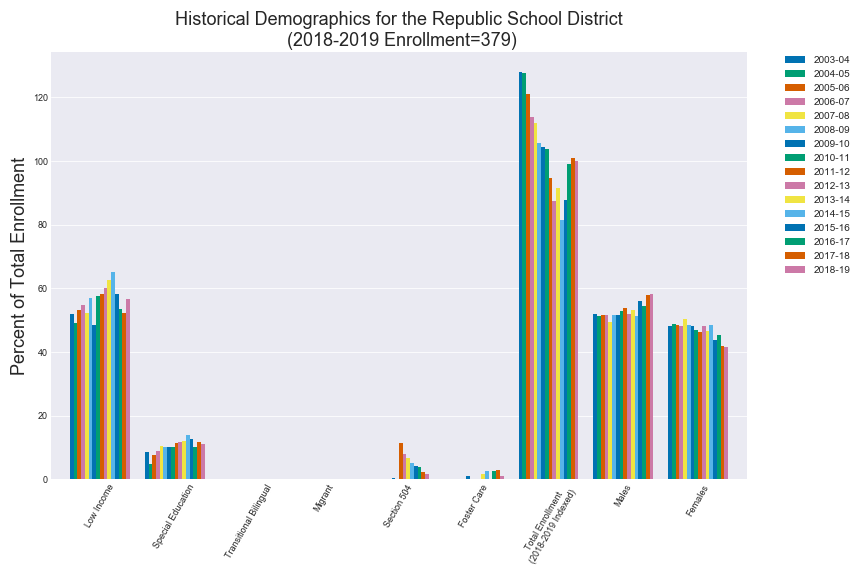 Historical Demographics for the Republic School District
(2018-2019 Enrollment=379)
Percent of Total Enrollment
120
100
80
60
40
20
0
Low Income
Special Education
Transitional Bilingual
Migrant
Section 504
Foster Care
Total Enrollment
(2018-2019 Indexed)
Males
Females
2003-04
2004-05
2005-06
2006-07
2007-08
2008-09
2009-10
2010-11
2011-12
2012-13
2013-14
2014-15
2015-16
2016-17
2017-18
2018-19